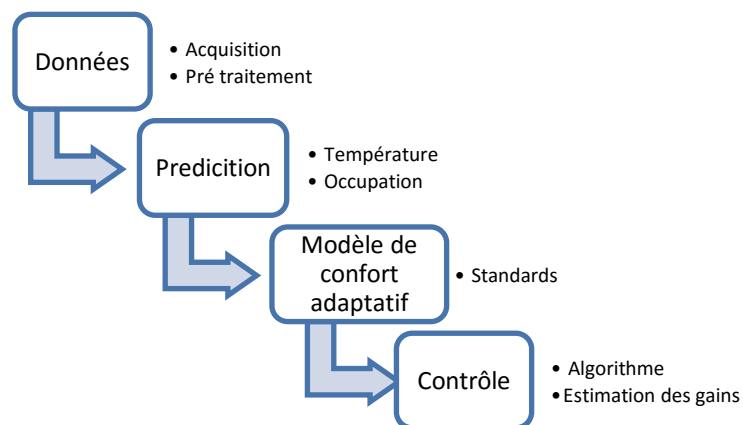 Données
• Acquisition
• Pré traitement
Predicition
• Température
• Occupation
Modèle de
confort
adaptatif
• Standards
Contrôle
• Algorithme
• Estimation des gains